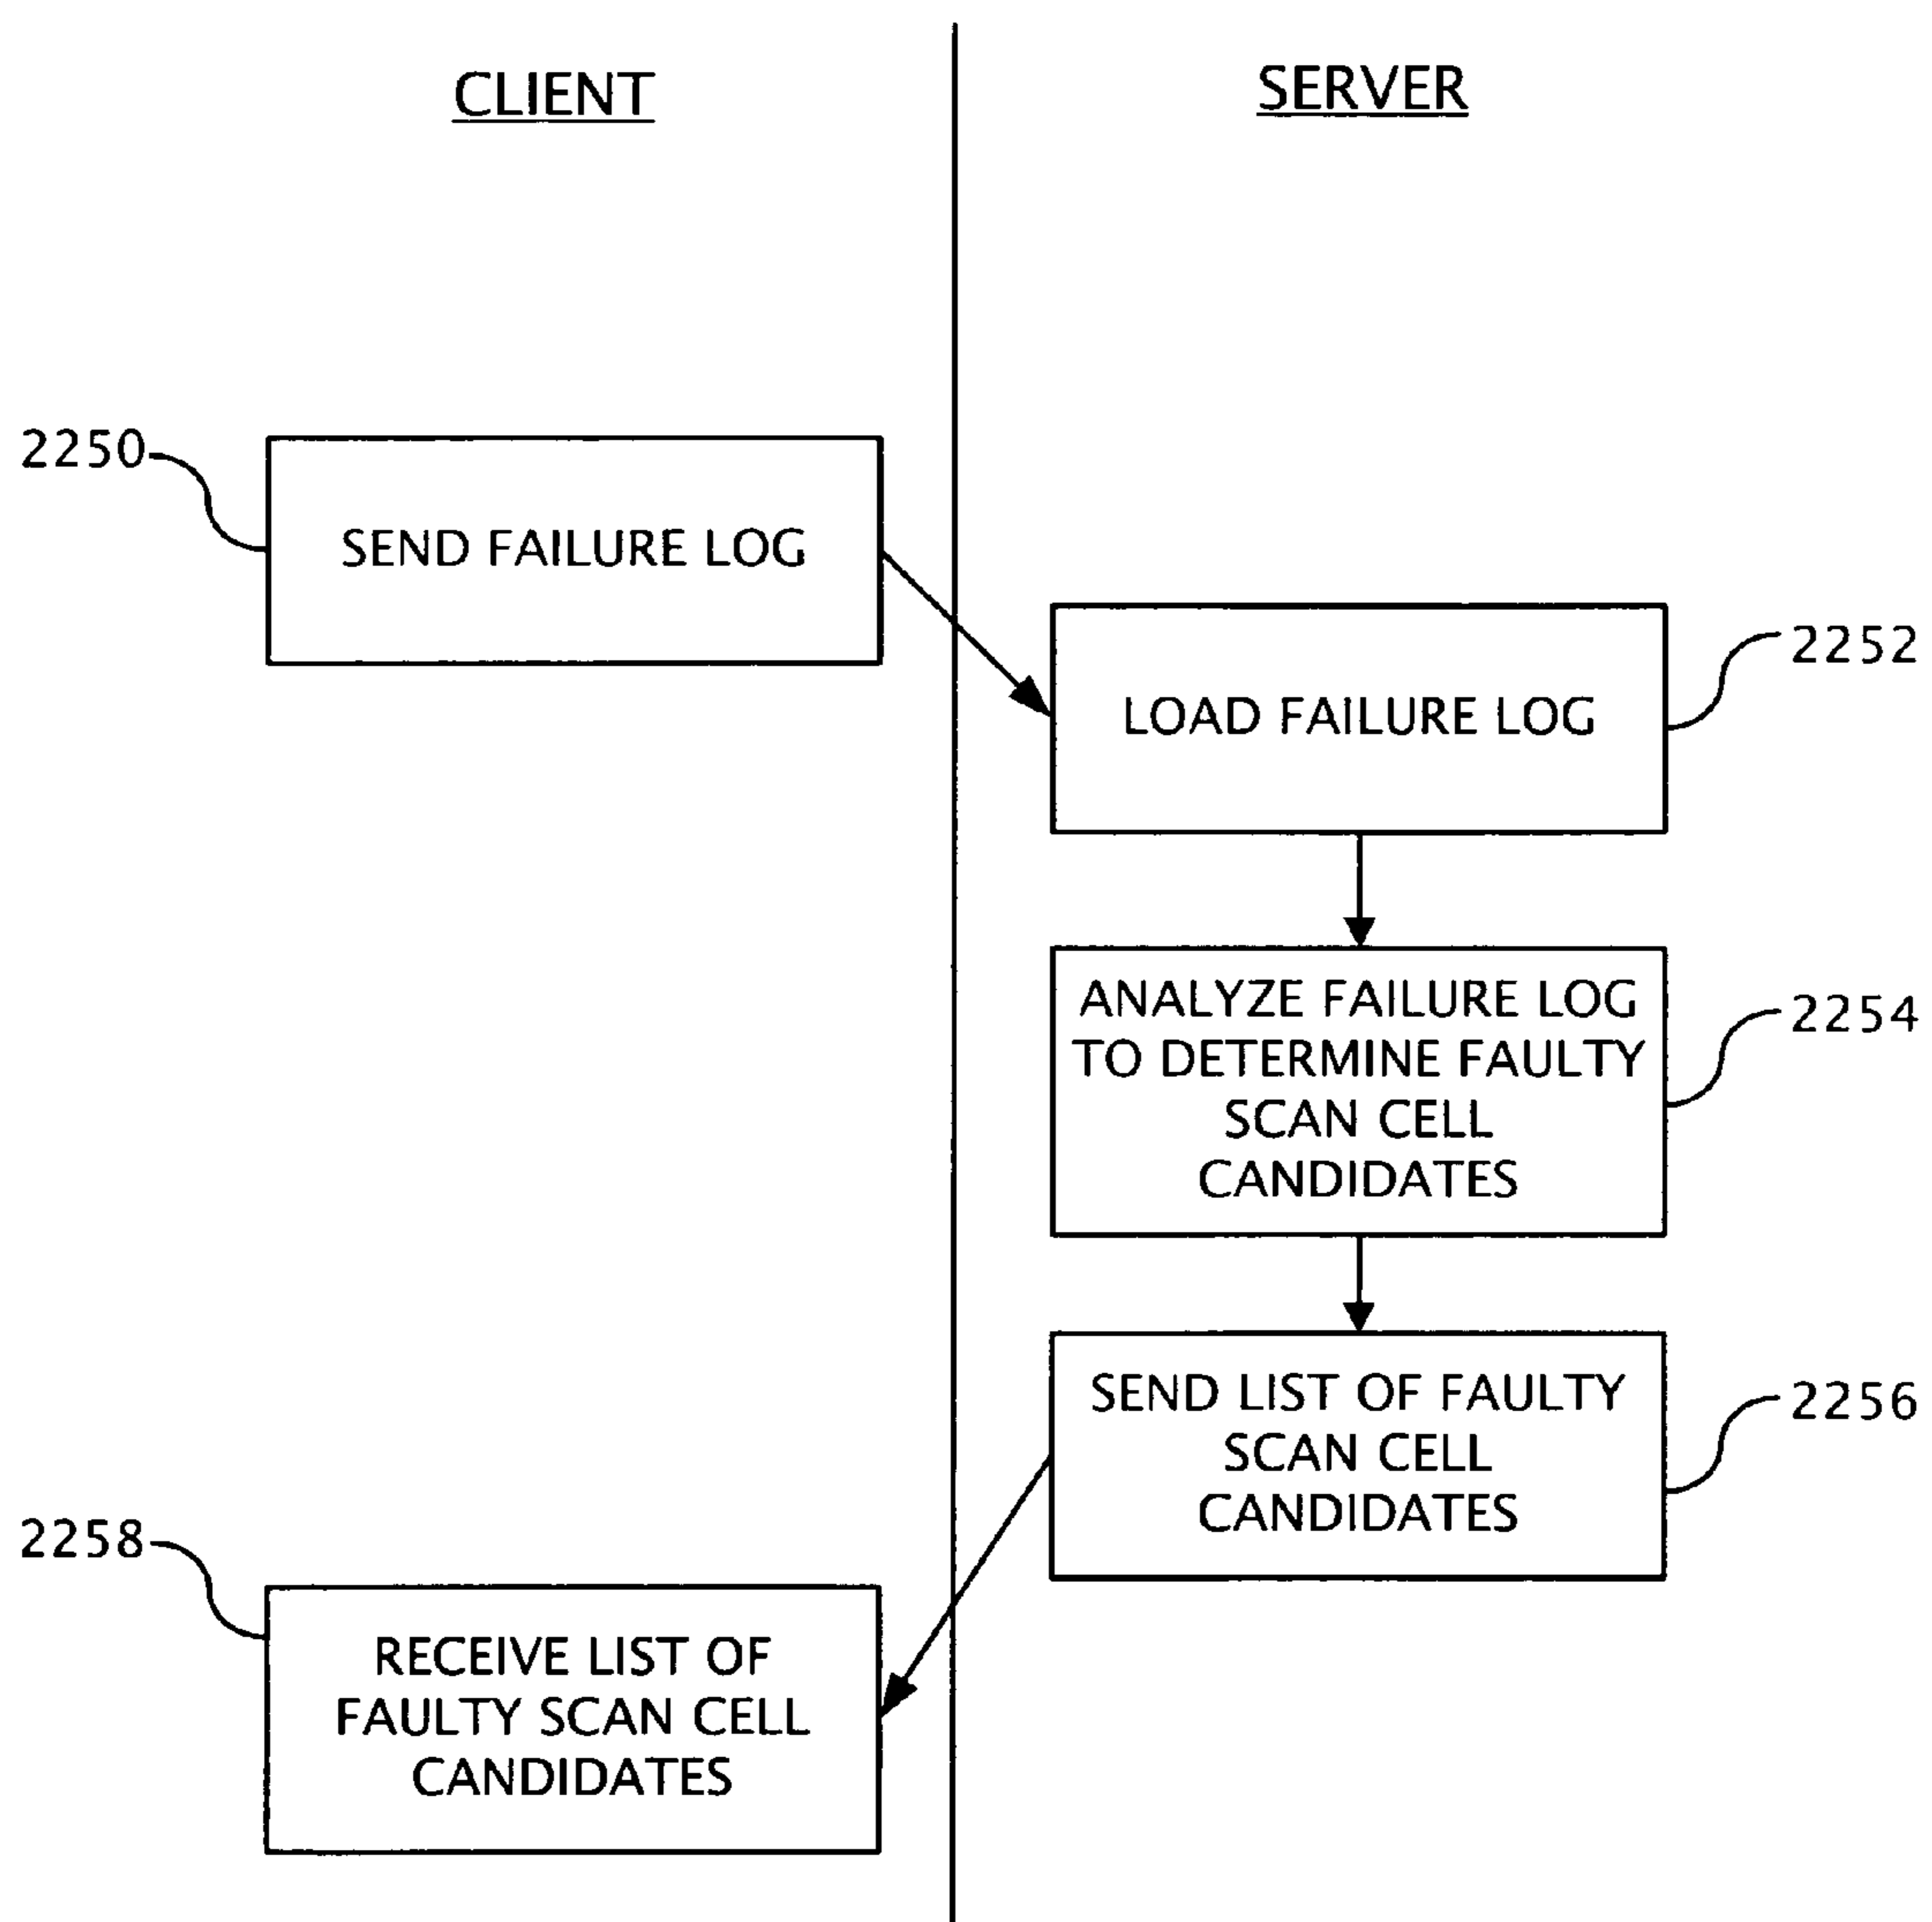 CLIENT
SERVER
2250
SEND FAILURE LOG
2252
LOAD FAILURE LOG
ANALYZE FAILURE LOG
TO DETERMINE FAULTY
SCAN CELL
CANDIDATES
2254
SEND LIST OF FAULTY
SCAN CELL
CANDIDATES
2256
2258
RECEIVE LIST OF
FAULTY SCAN CELL
CANDIDATES